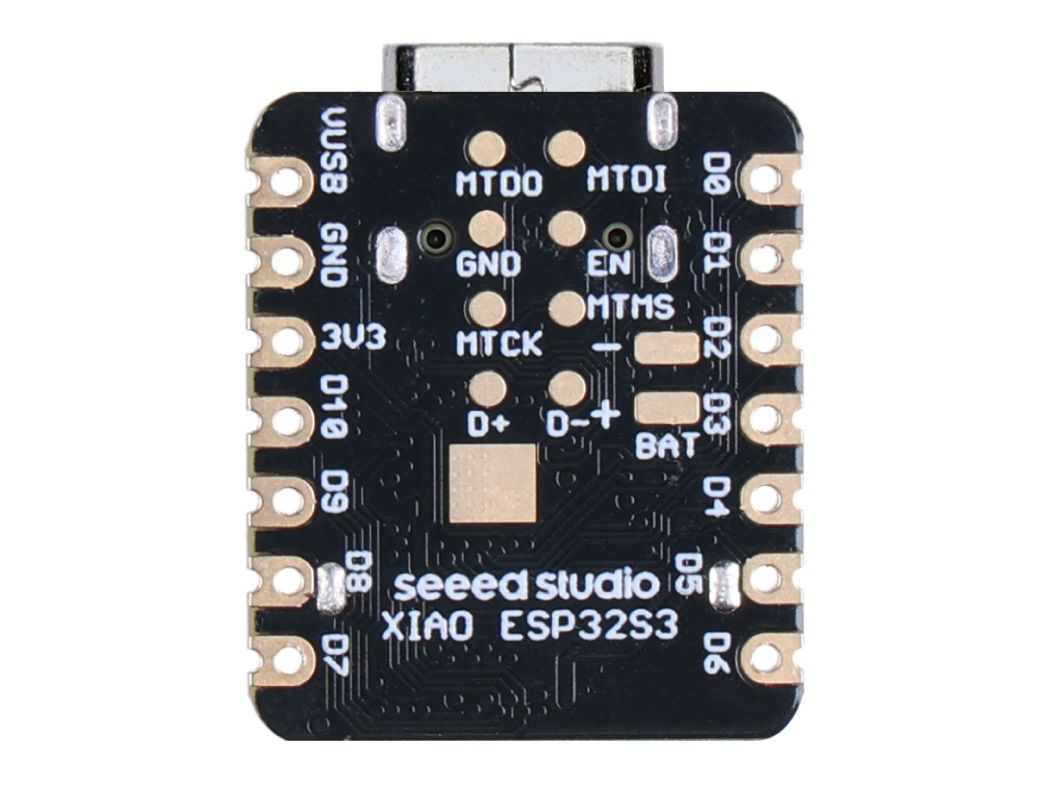 VUSB
GND
3V3
D10
D9
D8
D7
MTDO
MTDI
GND
EN
MTCK
MTMS
-
D+
D-
+
BAT
D0
D1
D2
D3
D4
D5
D6
seeed studio
XIAO ESP32S3